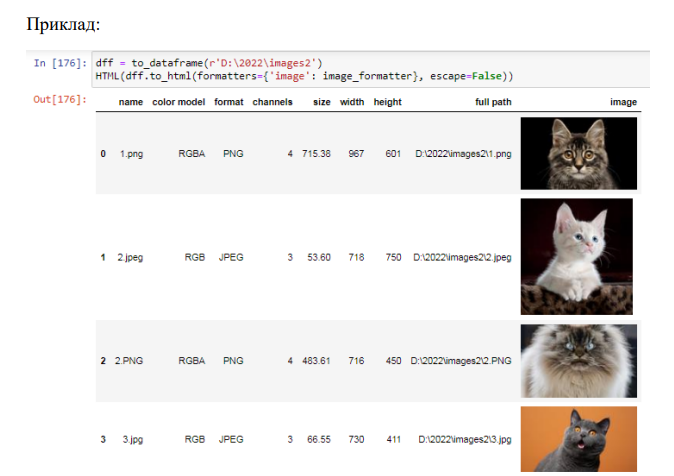 Приклад:
In [176]: dff = to_dataframe(r'D:\2022\images2')
HTML(dff.to_html(formatters={'image': image_formatter}, escape=False))
Out[176]:
name color model format channels size width height full path image
0 1.png RGBA PNG 4 715.38 967 601 D:\2022\images2\1.png
1 2.jpeg RGB JPEG 3 53.60 718 750 D:\2022\images2\2.jpeg
2 2.PNG RGBA PNG 4 483.61 716 450 D:\2022\images2\2.PNG
3 3.jpg RGB JPEG 3 66.55 730 411 D:\2022\images2\3.jpg